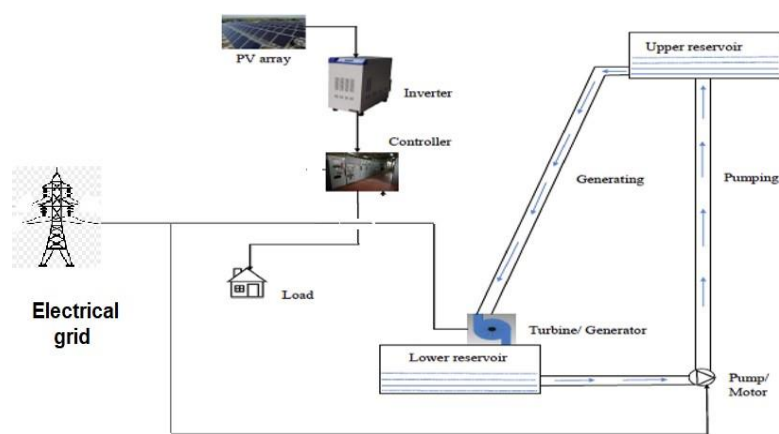 PV array
Upper reservoir
Inverter
Controller
Generating
Pumping
Electrical
grid
Load
Turbine/ Generator
Lower reservoir
Pump/
Motor